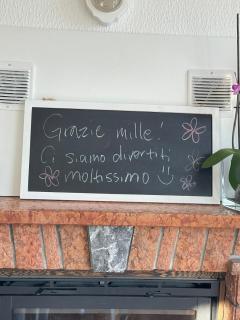 Grazie mille!
Ci siamo divertiti
moltissimo